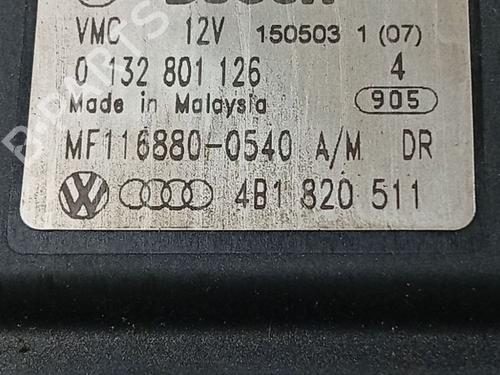 VMC 12V 150503 1 (07)
0 132 801 126 4
Made in Malaysia 905
MF116880-0540 A/M DR
4B1 820 511